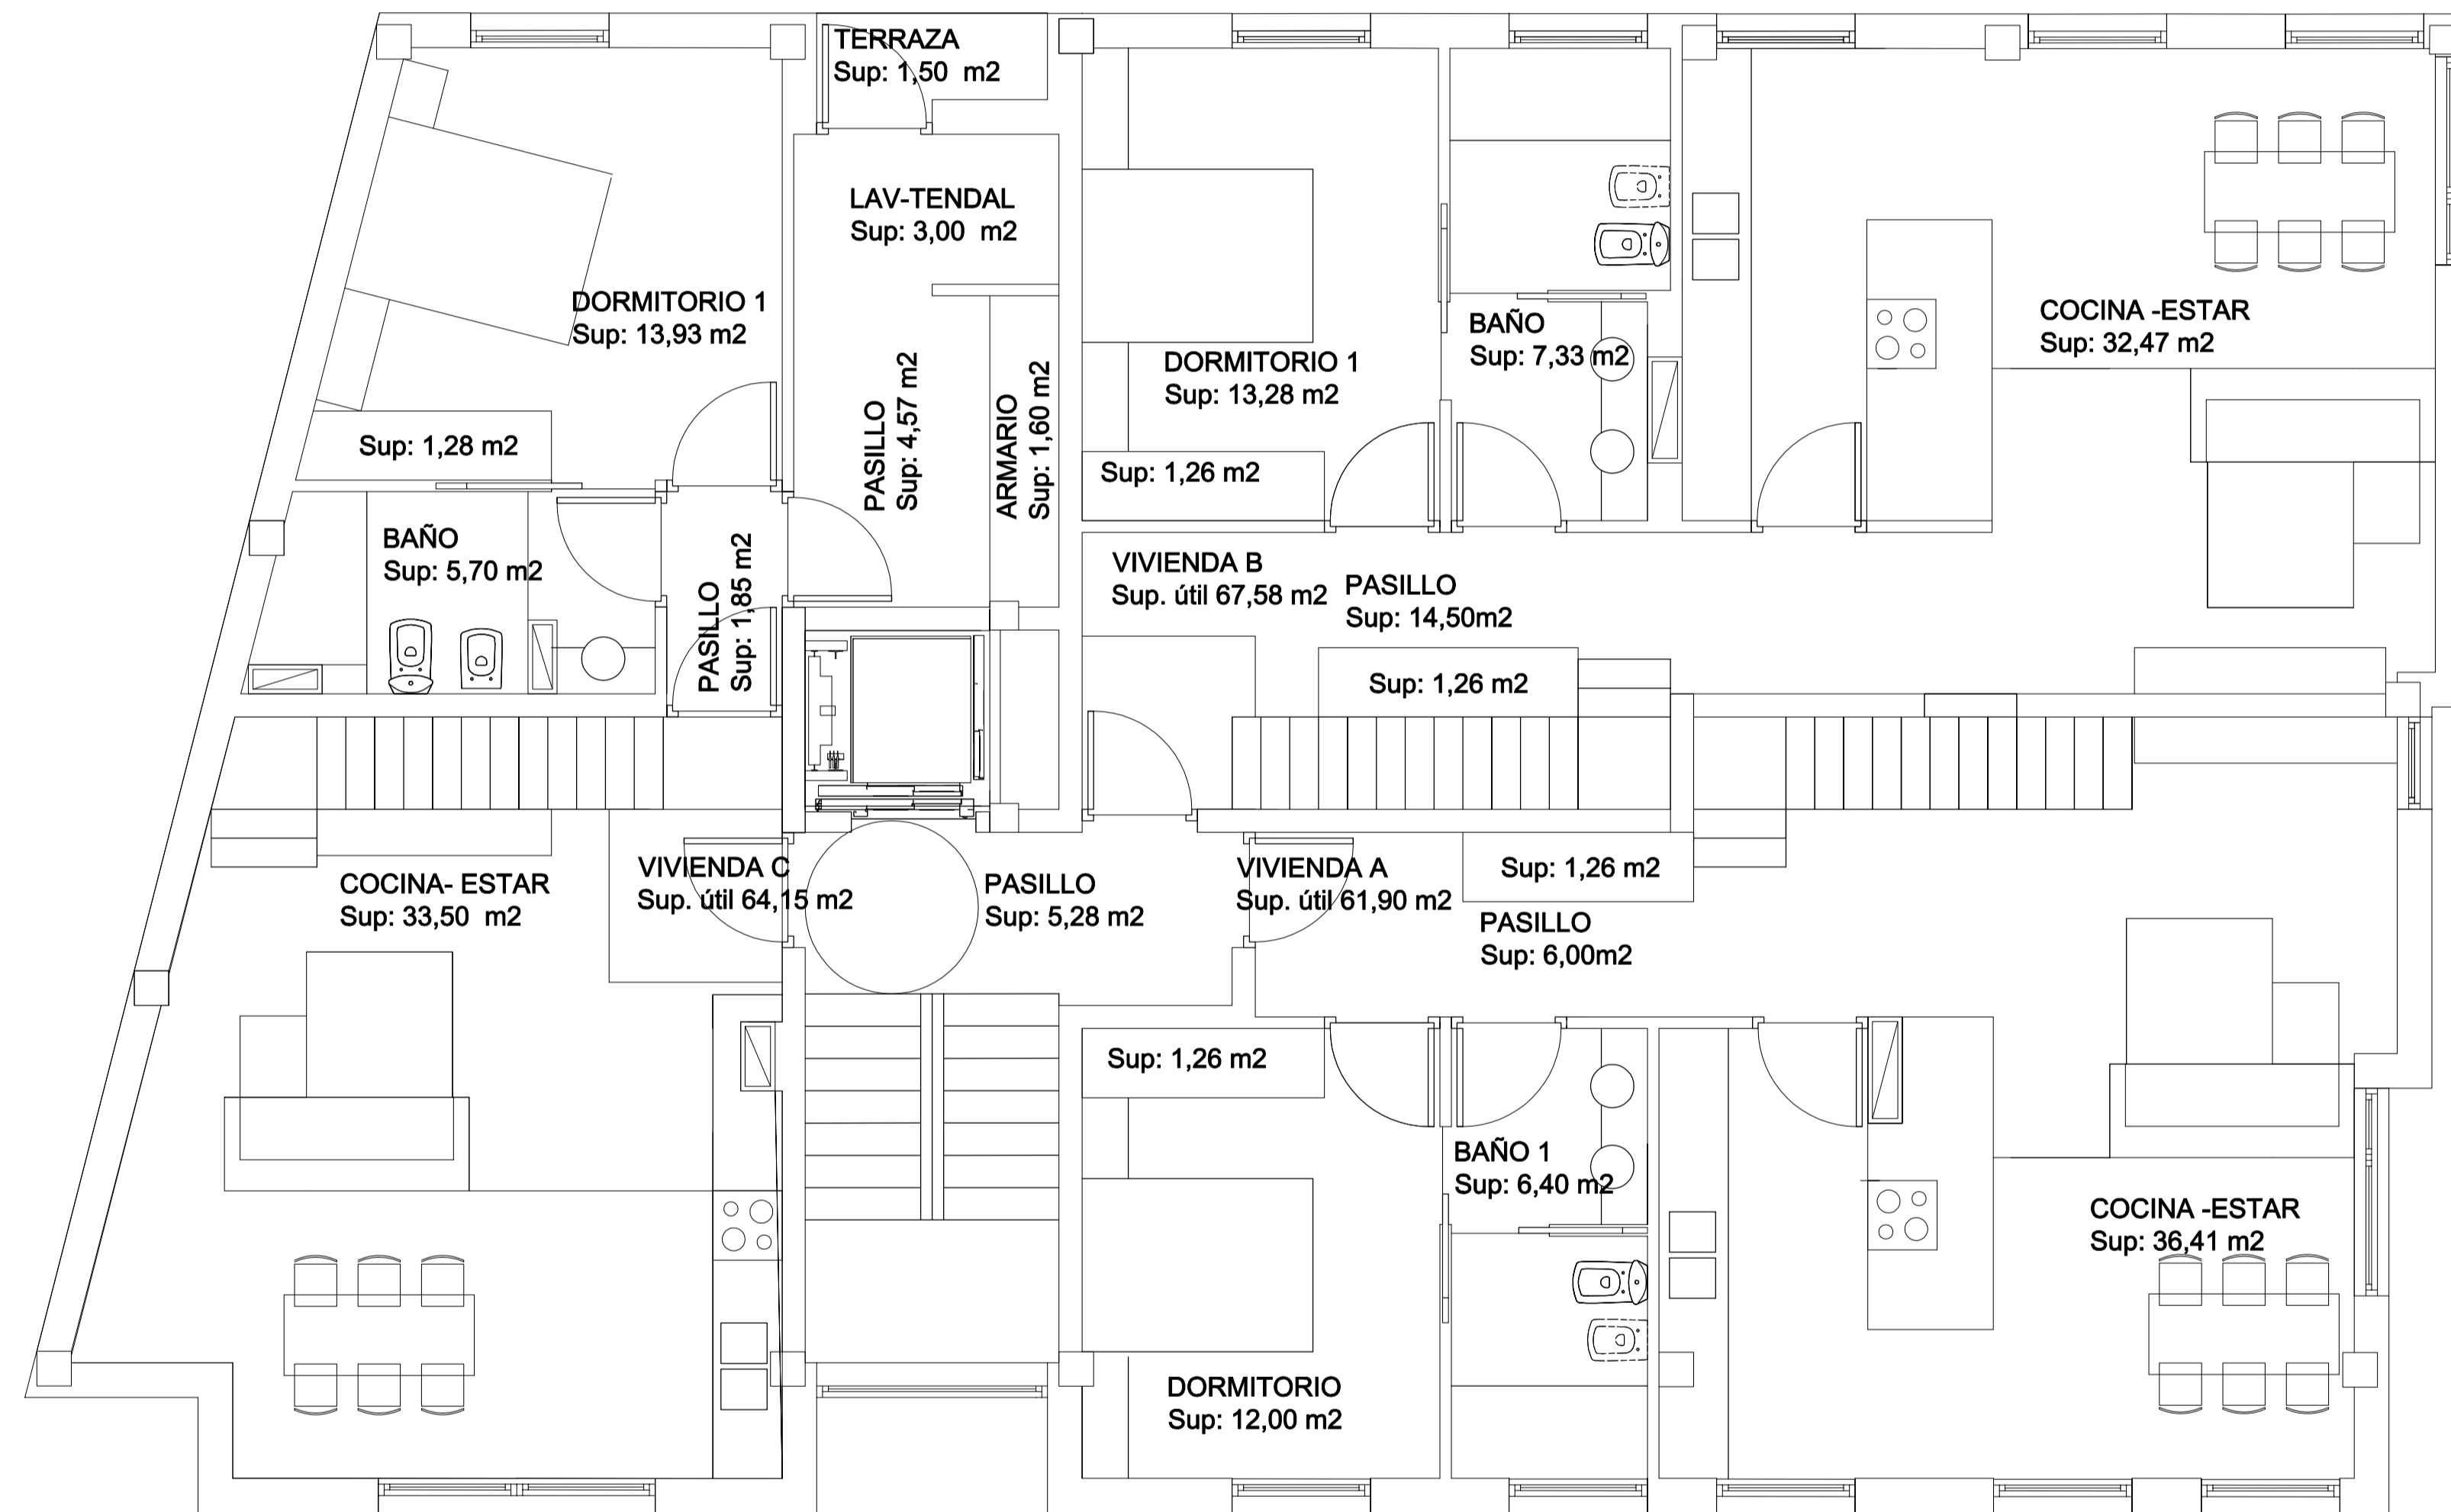 TERRAZA
Sup: 1,50 m2
LAV-TENDAL
Sup: 3,00 m2
DORMITORIO 1
Sup: 13,93 m2
COCINA -ESTAR
Sup: 32,47 m2
BAÑO
Sup: 7,33 m2
DORMITORIO 1
Sup: 13,28 m2
PASILLO
Sup: 4,57 m2
ARMARIO
Sup: 1,60 m2
Sup: 1,28 m2
Sup: 1,26 m2
BAÑO
Sup: 5,70 m2
PASILLO
Sup: 1,85 m2
VIVIENDA B
Sup. útil 67,58 m2
PASILLO
Sup: 14,50m2
Sup: 1,26 m2
COCINA- ESTAR
Sup: 33,50 m2
VIVIENDA C
Sup. útil 64,15 m2
PASILLO
Sup: 5,28 m2
VIVIENDA A
Sup. útil 61,90 m2
Sup: 1,26 m2
PASILLO
Sup: 6,00m2
Sup: 1,26 m2
BAÑO 1
Sup: 6,40 m2
COCINA -ESTAR
Sup: 36,41 m2
DORMITORIO
Sup: 12,00 m2